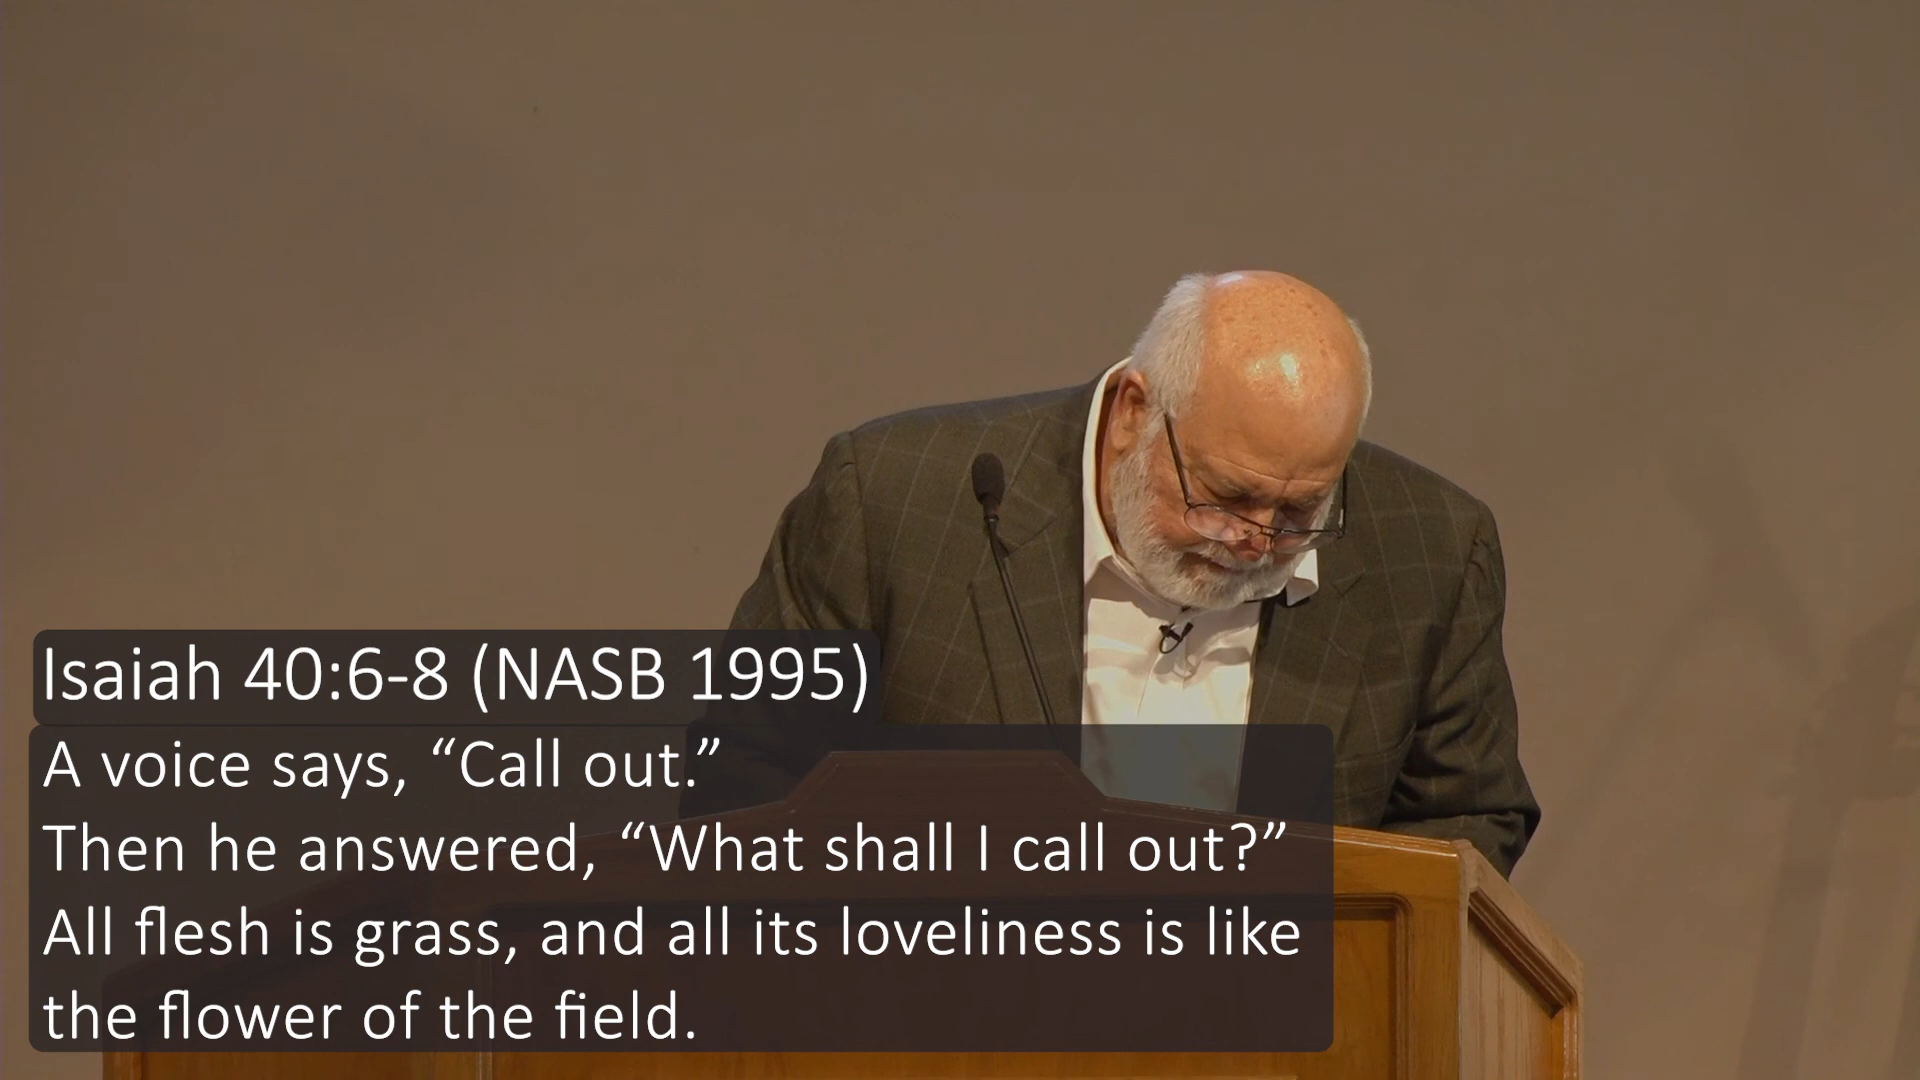 Isaiah 40:6-8 (NASB 1995)
A voice says, “Call out.”
Then he answered, “What shall I call out?”
All flesh is grass, and all its loveliness is like
the flower of the field.